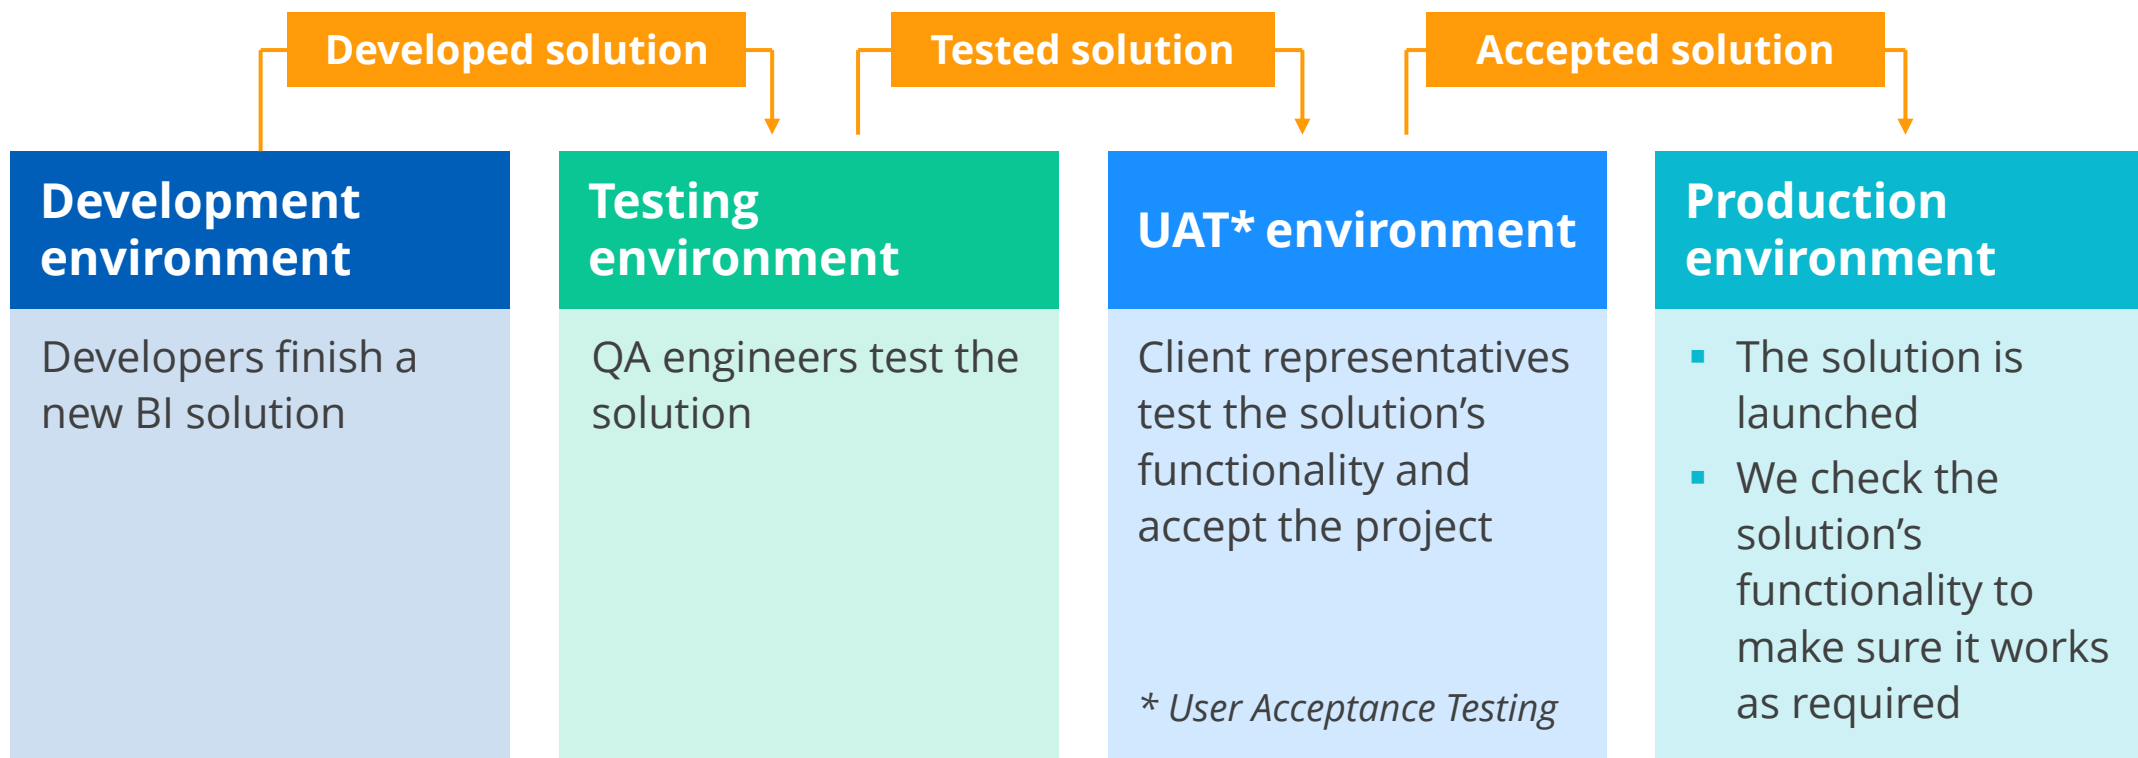 Developed solution
Tested solution
Accepted solution
Development
environment
Developers finish a
new BI solution
Testing
environment
QA engineers test the
solution
UAT* environment
Client representatives
test the solution’s
functionality and
accept the project
* User Acceptance Testing
Production
environment
▪ The solution is
launched
▪ We check the
solution’s
functionality to
make sure it works
as required